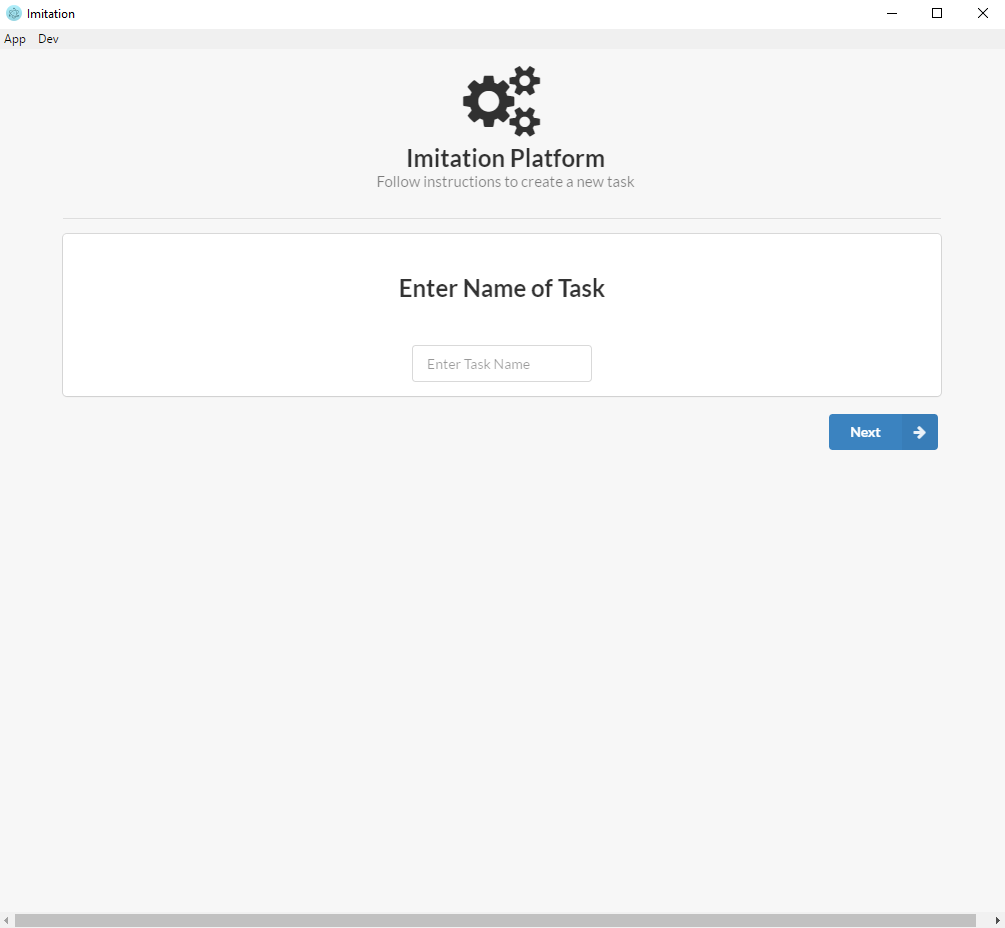 Imitation
App Dev
Imitation Platform
Follow instructions to create a new task
Enter Name of Task
Enter Task Name
Next